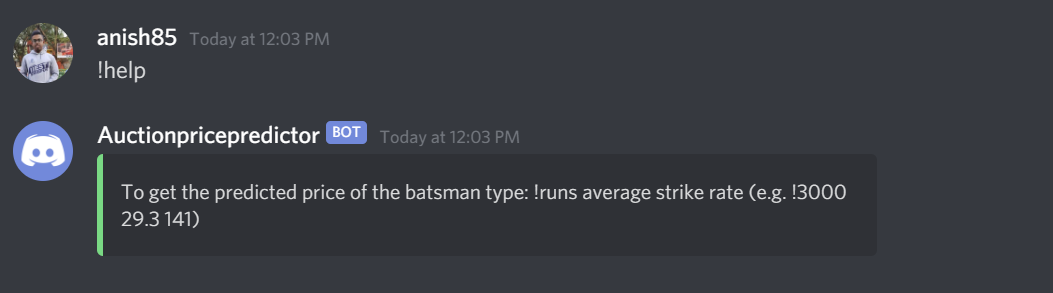 anish85 Today at 12:03 PM
!help
Auctionpricepredictor BOT Today at 12:03 PM
To get the predicted price of the batsman type: !runs average strike rate (e.g. !3000
29.3 141)